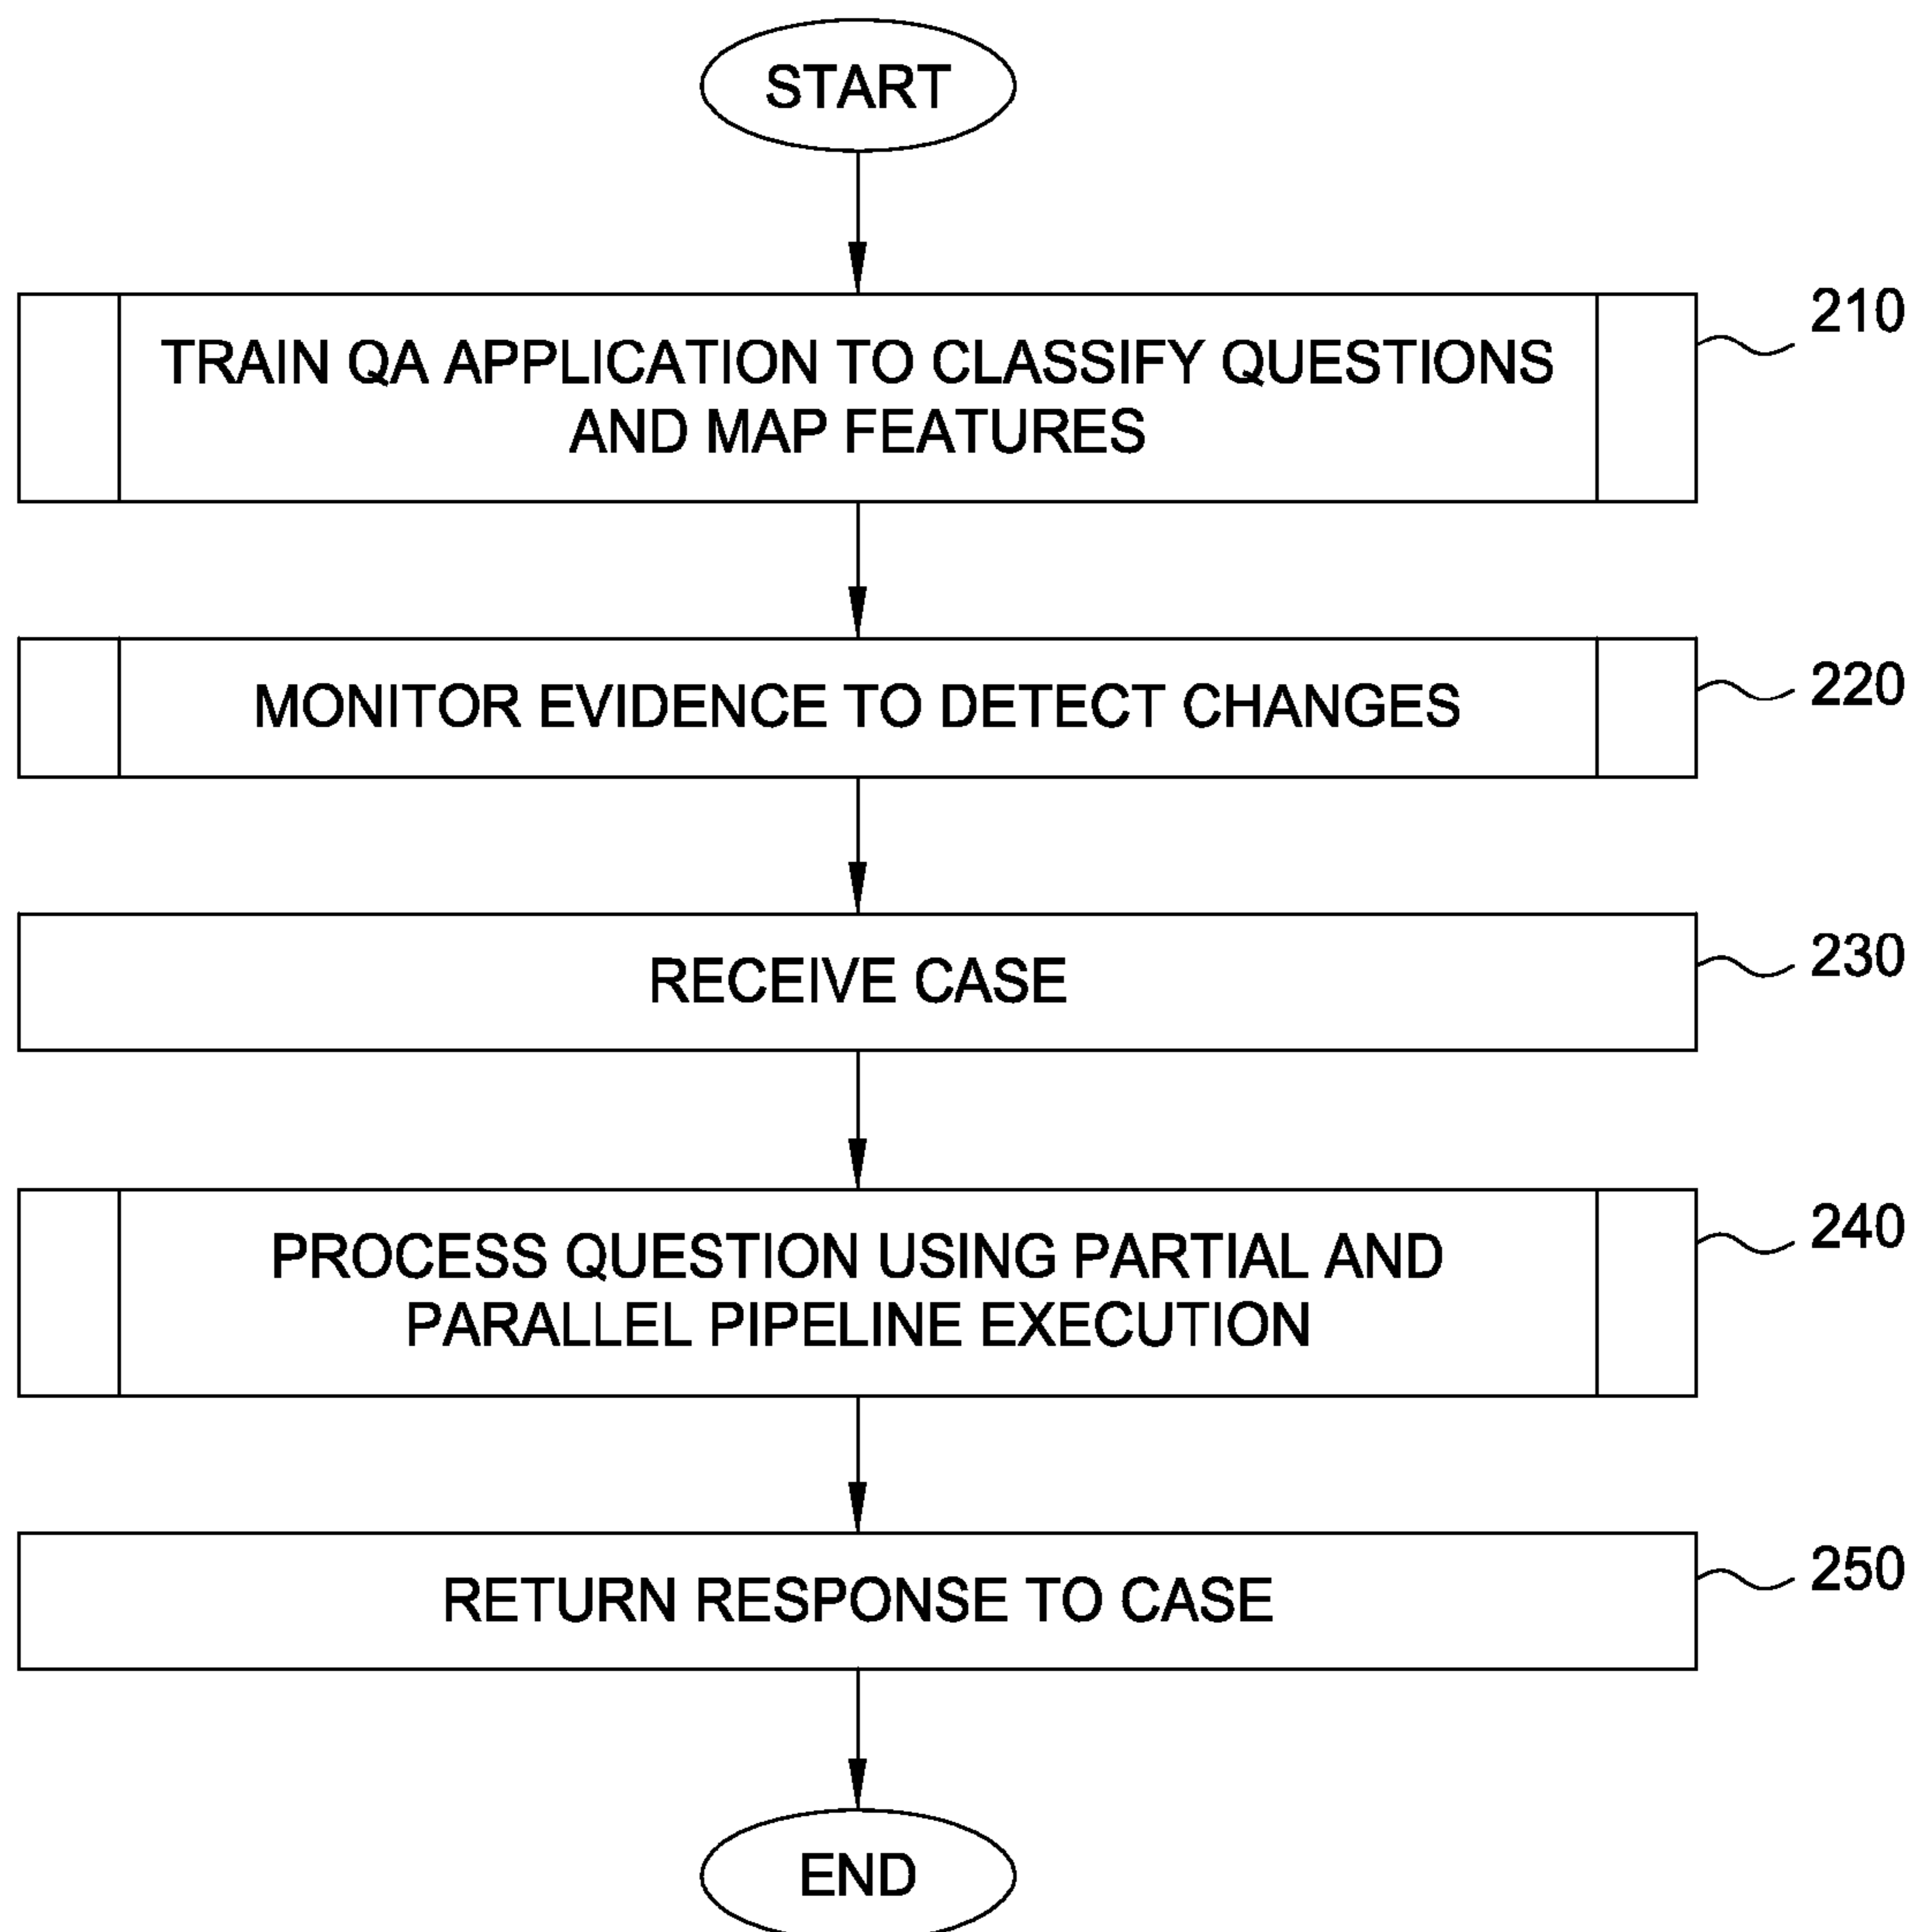 START
TRAIN QA APPLICATION TO CLASSIFY QUESTIONS
AND MAP FEATURES
210
MONITOR EVIDENCE TO DETECT CHANGES
220
RECEIVE CASE
230
PROCESS QUESTION USING PARTIAL AND
PARALLEL PIPELINE EXECUTION
240
RETURN RESPONSE TO CASE
250
END